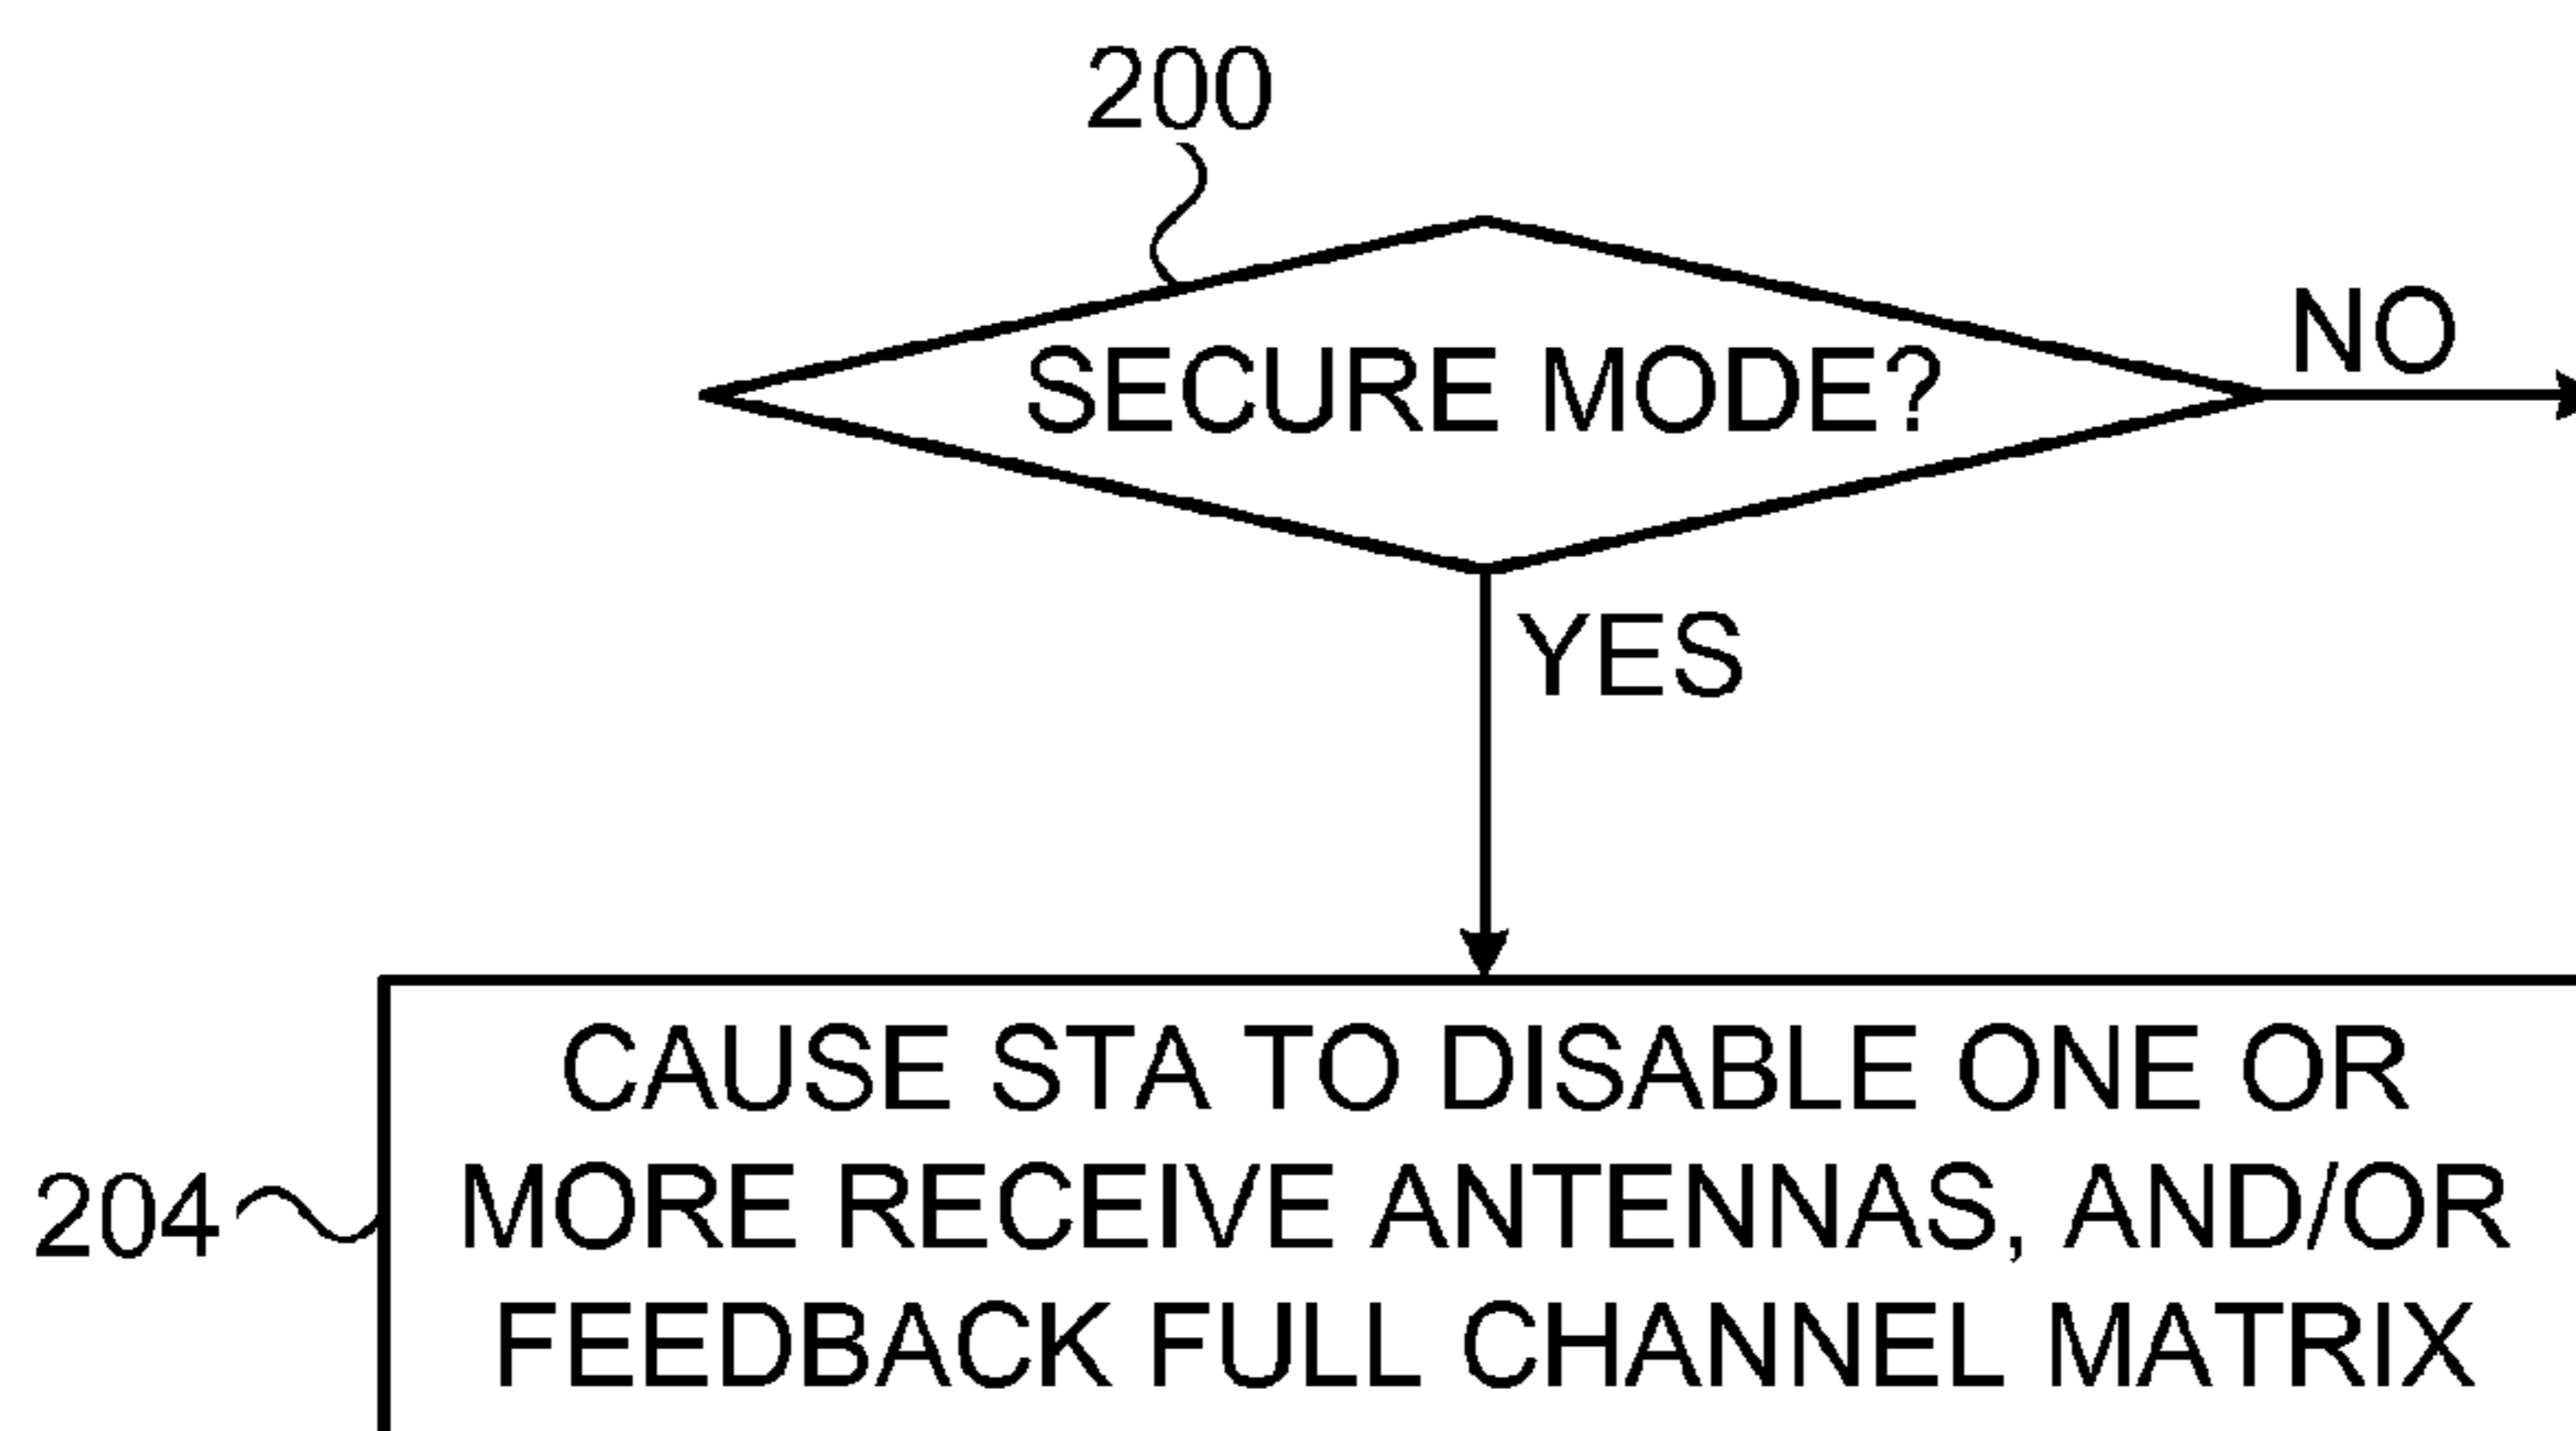 200
SECURE MODE?
NO
YES
CAUSE STA TO DISABLE ONE OR
MORE RECEIVE ANTENNAS, AND/OR
204
FEEDBACK FULL CHANNEL MATRIX